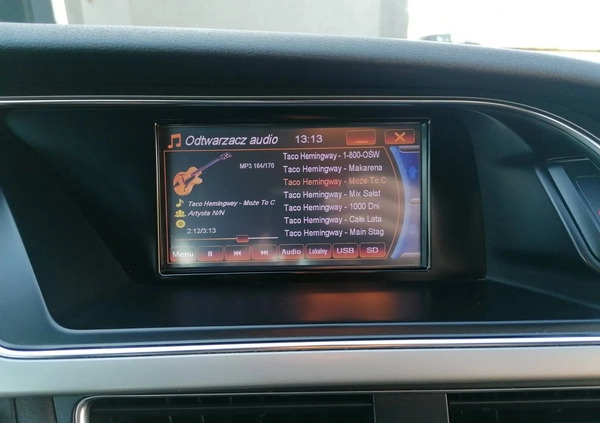 Odtwarzacz audio 13:13
MP3 164/170
Taco Hemingway - 1-800-OSW
Taco Hemingway - Makarena
Taco Hemingway - Może To C
Taco Hemingway - Mix Sałat
Taco Hemingway - 1000 Dni
Taco Hemingway - Całe Lata
Taco Hemingway - Main Stag
Taco Hemingway - Może To C
Artysta N/N
2:12/3:13
Menu Audio Lokalny USB SD